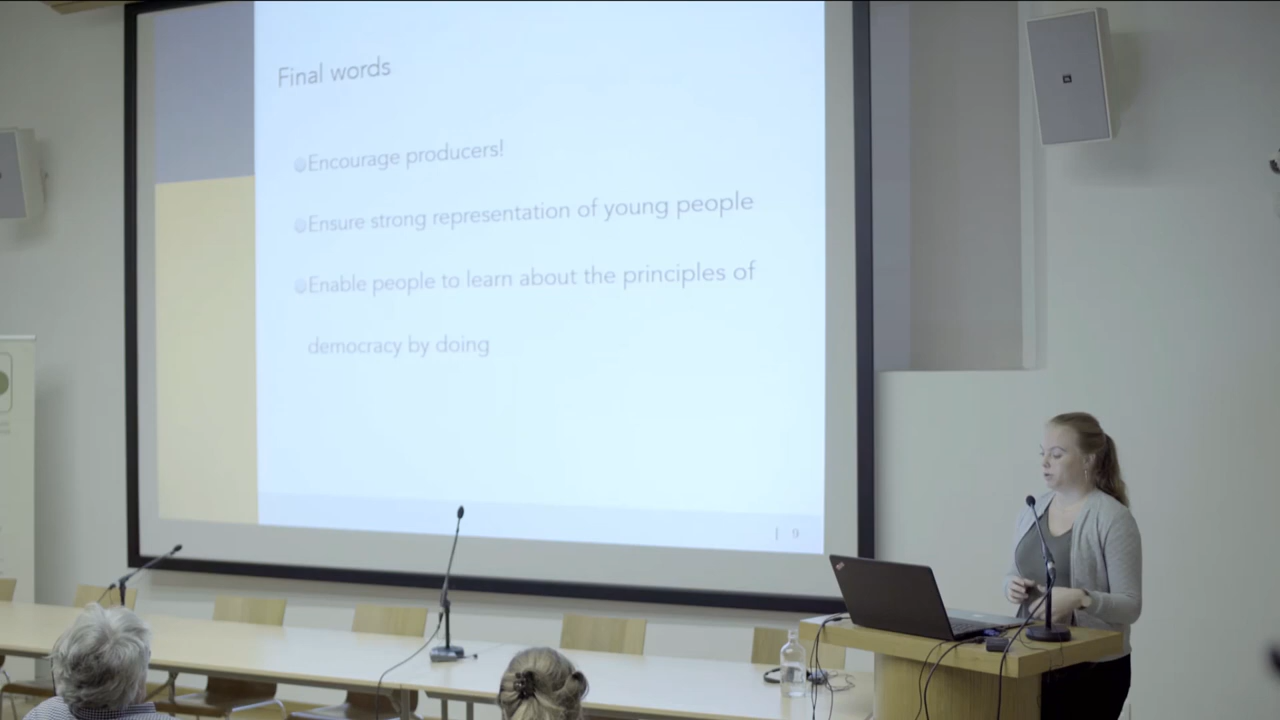 Final words
Encourage producers!
Ensure strong representation of young people
Enable people to learn about the principles of
democracy by doing
| 9